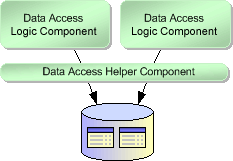 Data Access
Logic Component
Data Access
Logic Component
Data Access Helper Component